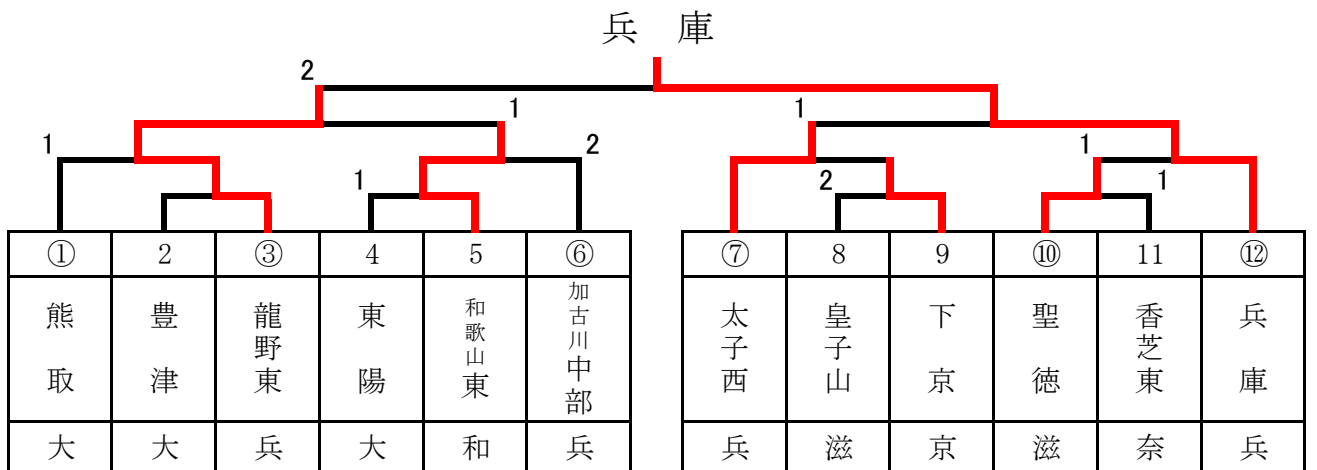 兵 庫
2
1 1
1 2 1
1 2 1
① 2 ③ 4 5 ⑥ ⑦ 8 9 ⑩ 11 ⑫
熊取 豊津 龍野東 東陽 和歌山東 加古川中部 太子西 皇子山 下京 聖徳 香芝東 兵庫
大 大 兵 大 和 兵 兵 滋 京 滋 奈 兵